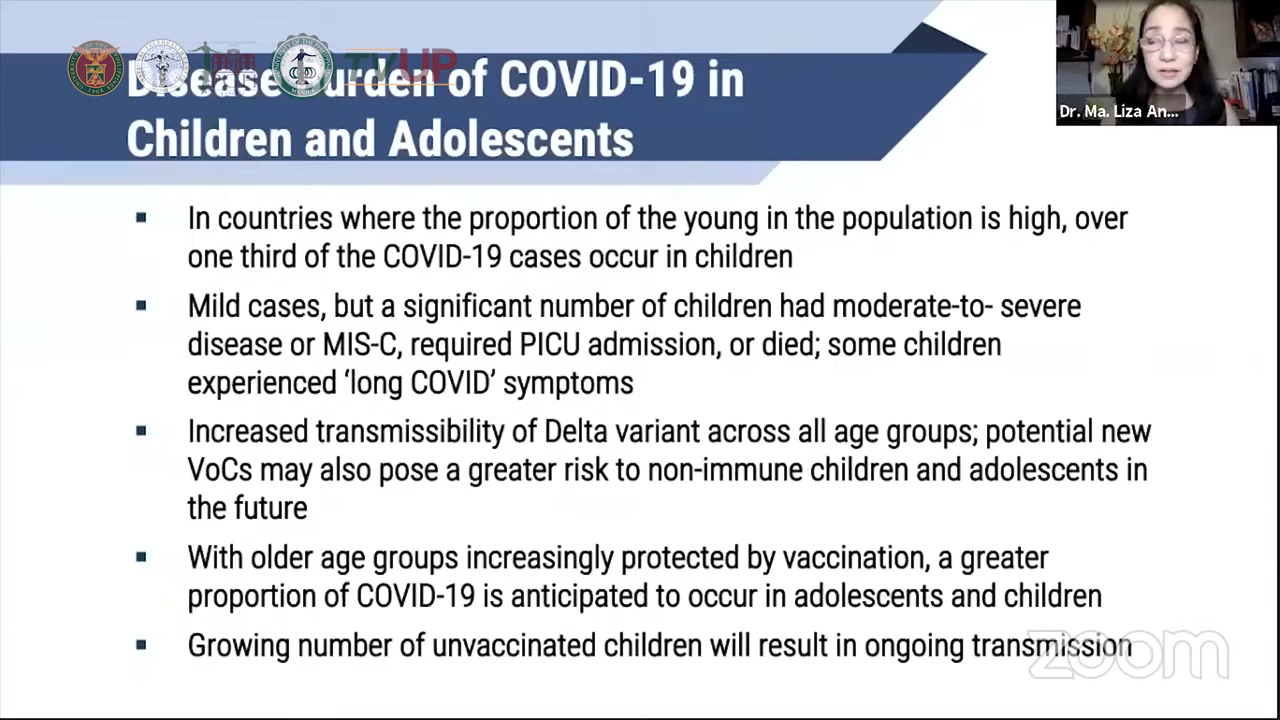 Disease Burden of COVID-19 in
Children and Adolescents
TVUP
Dr. Ma. Liza An...
▪ In countries where the proportion of the young in the population is high, over
one third of the COVID-19 cases occur in children
▪ Mild cases, but a significant number of children had moderate-to- severe
disease or MIS-C, required PICU admission, or died; some children
experienced ‘long COVID’ symptoms
▪ Increased transmissibility of Delta variant across all age groups; potential new
VoCs may also pose a greater risk to non-immune children and adolescents in
the future
▪ With older age groups increasingly protected by vaccination, a greater
proportion of COVID-19 is anticipated to occur in adolescents and children
▪ Growing number of unvaccinated children will result in ongoing transmission
zoom